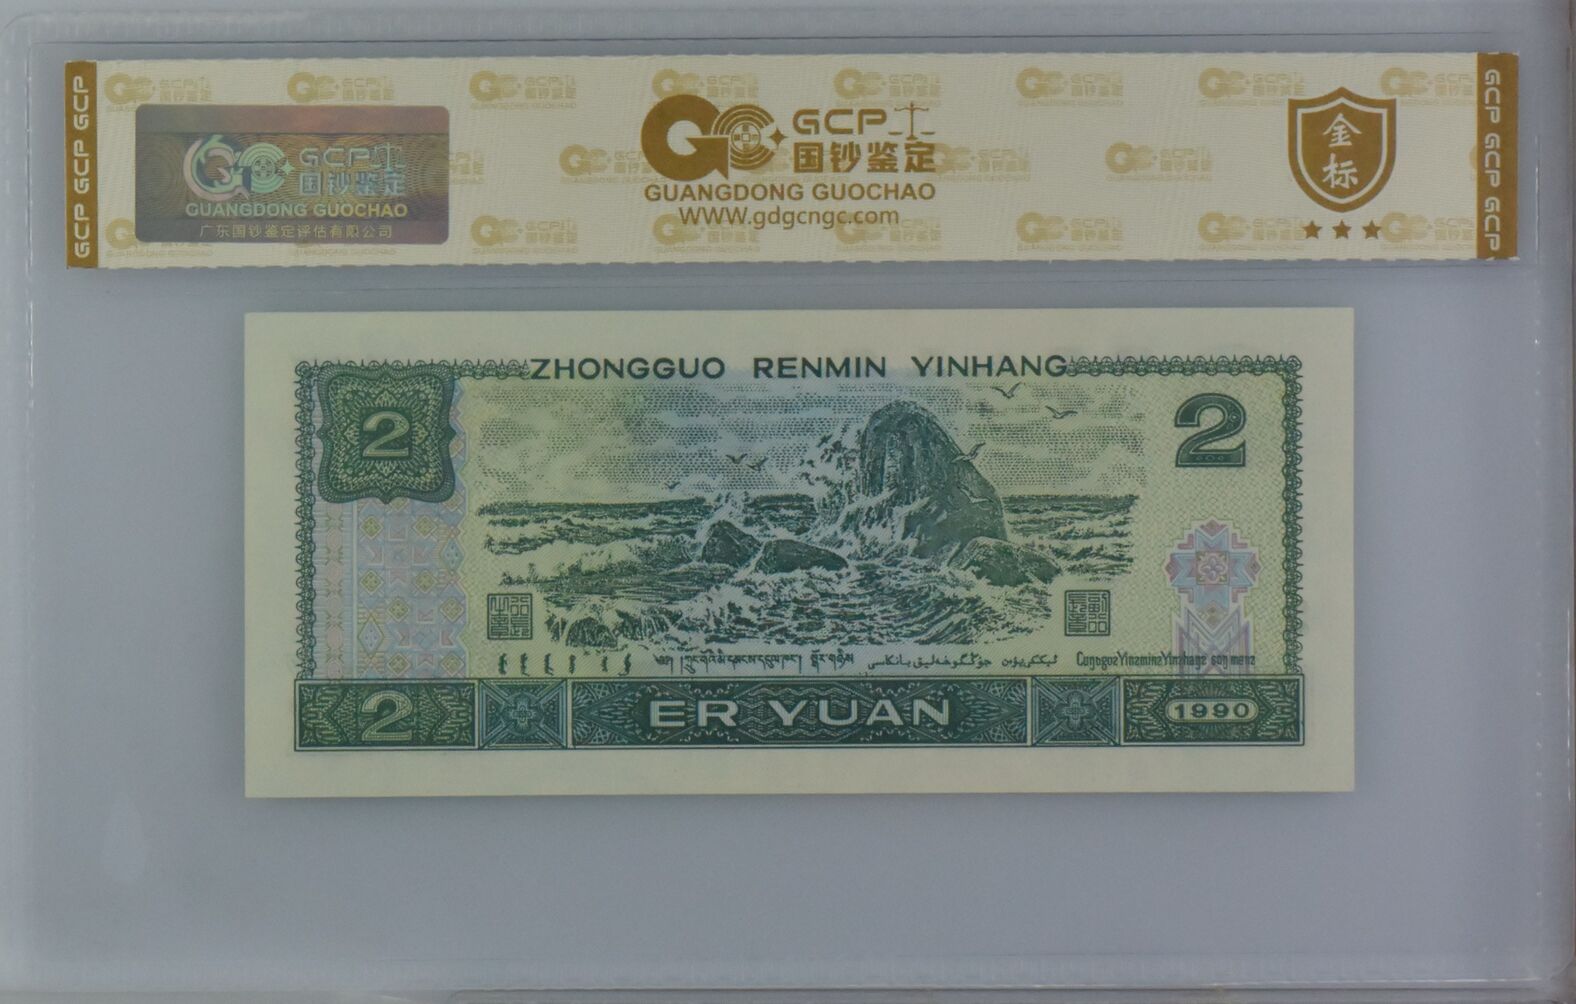 GCP GCP GCP
GCP
国钞鉴定
GUANGDONG GUOCHAO
广东国钞鉴定评估有限公司
GCP
国钞鉴定
GUANGDONG GUOCHAO
WWW.gdgcngc.com
金标
GCP GCP GCP
ZHONGGUO RENMIN YINHANG
2
2
2
ER YUAN
1990